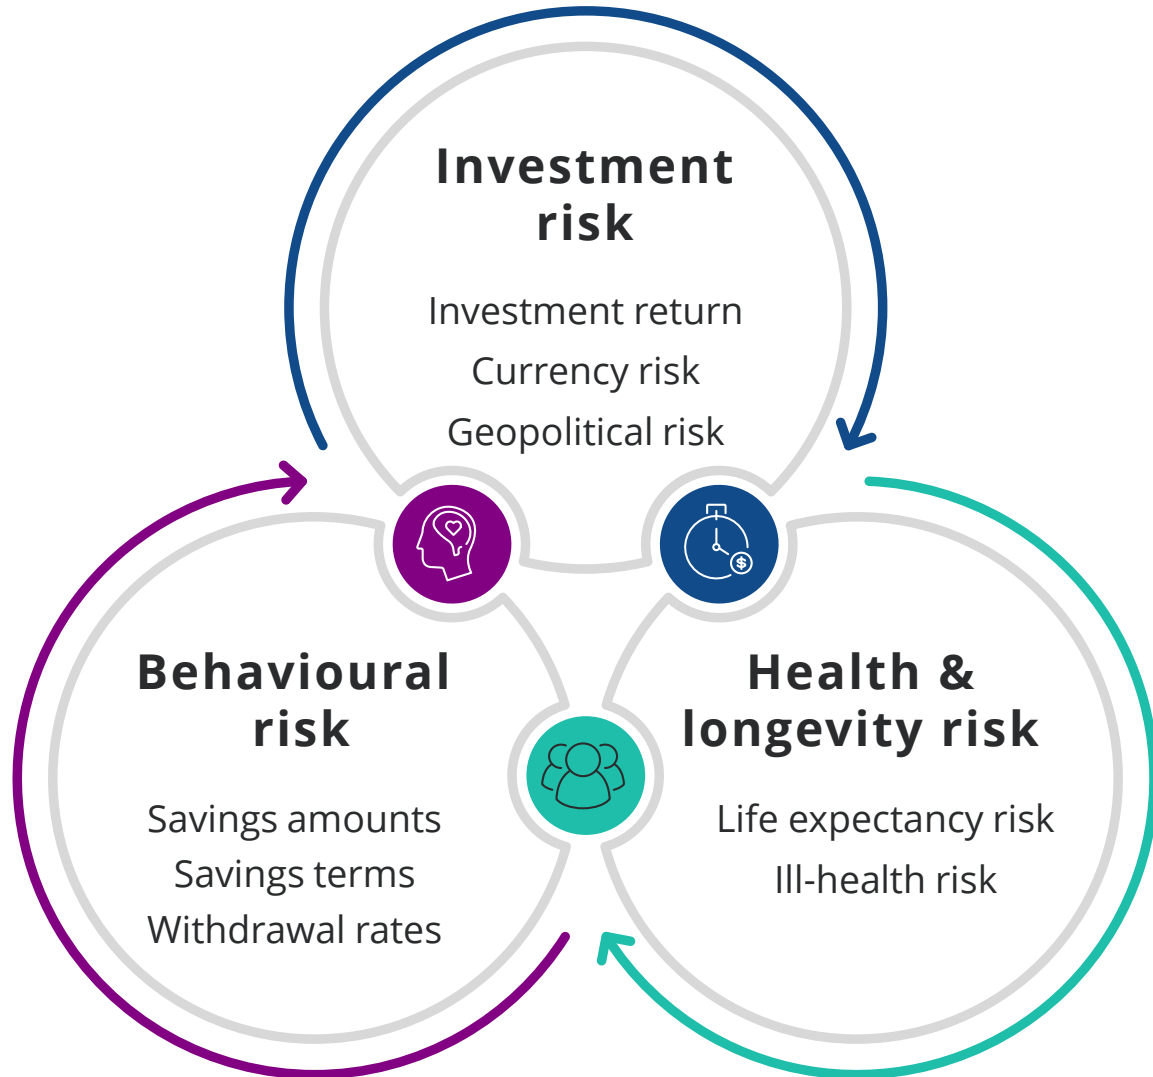 Investment
risk
Investment return
Currency risk
Geopolitical risk
Behavioural
risk
Savings amounts
Savings terms
Withdrawal rates
Health &
longevity risk
Life expectancy risk
Ill-health risk
$